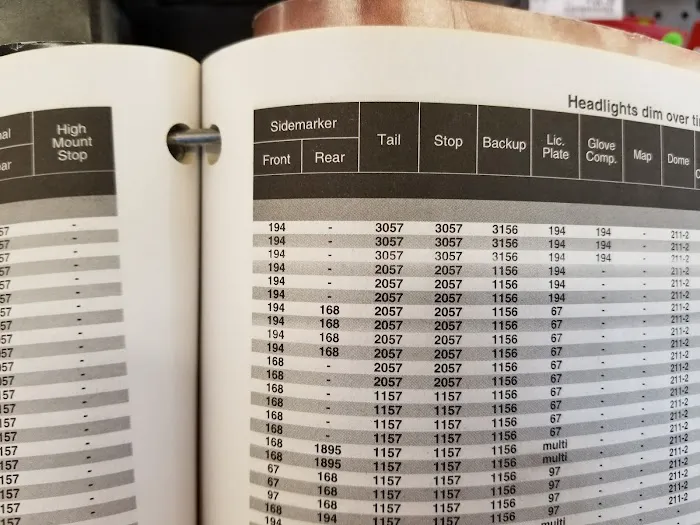 Headlights dim over ti
nal High Mount Stop
ar
Sidemarker Tail Stop Backup Lic. Plate Glove Comp. Map Dome
Front Rear
194 - 3057 3057 3156 194 194 - 211-2
194 - 3057 3057 3156 194 194 - 211-2
194 - 3057 3057 3156 194 194 - 211-2
194 - 2057 2057 1156 194 - - 211-2
194 - 2057 2057 1156 194 - - 211-2
194 - 2057 2057 1156 194 - - 211-2
194 168 2057 2057 1156 67 - - 211-2
194 168 2057 2057 1156 67 - - 211-2
194 168 2057 2057 1156 67 - - 211-2
194 168 2057 2057 1156 67 - - 211-2
168 - 2057 2057 1156 67 - - 211-2
168 - 2057 2057 1156 67 - - 211-2
168 - 1157 1157 1156 67 - - 211-2
168 - 1157 1157 1156 67 - - 211-2
168 - 1157 1157 1156 67 - - 211-2
168 - 1157 1157 1156 67 - - 211-2
168 1895 1157 1157 1156 multi - - 211-2
168 1895 1157 1157 1156 multi - - 211-2
67 168 1157 1157 1156 97 - - 211-2
67 168 1157 1157 1156 97 - - 211-2
97 168 1157 1157 1156 97 - -
168 194 1157 1157 1156 multi - -